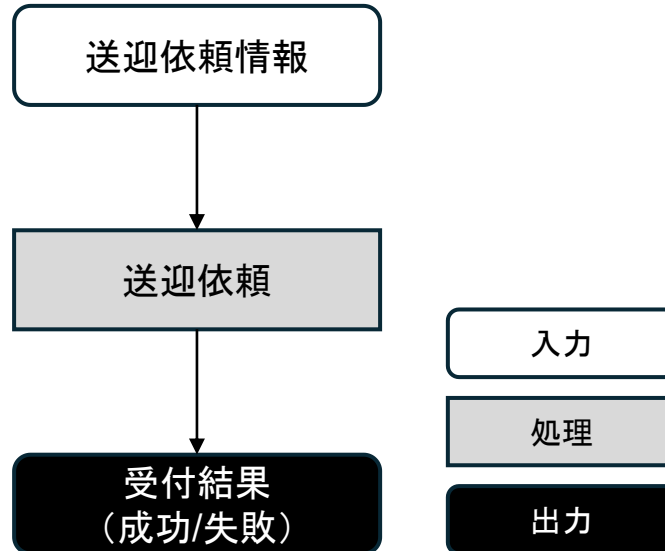 送迎依頼情報
送迎依頼
受付結果
（成功/失敗）
入力
処理
出力